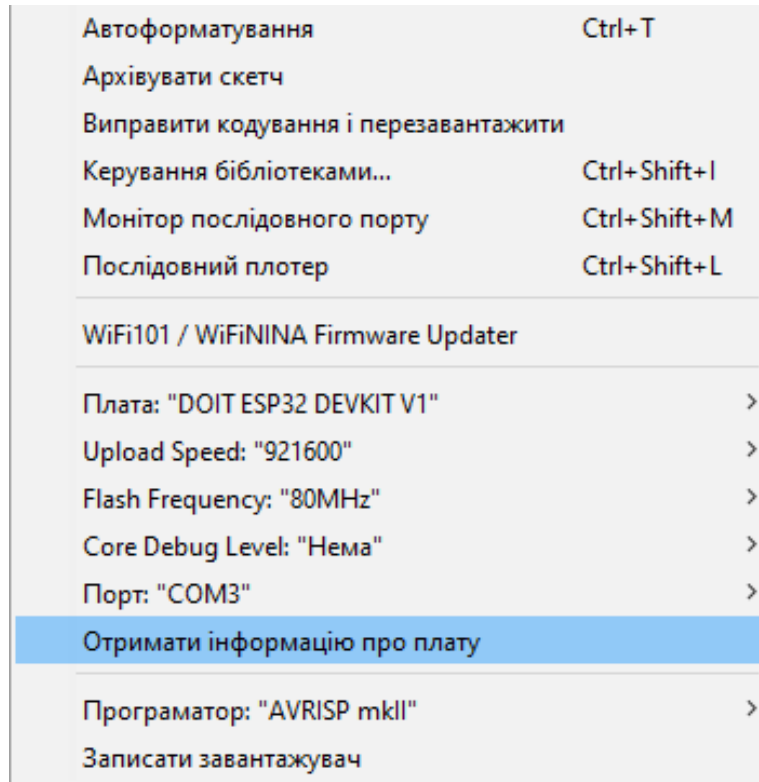 Автоформатування Ctrl+T
Архівувати скетч
Виправити кодування і перезавантажити
Керування бібліотеками... Ctrl+Shift+I
Монітор послідовного порту Ctrl+Shift+M
Послідовний плотер Ctrl+Shift+L
WiFi101 / WiFiNINA Firmware Updater
Плата: "DOIT ESP32 DEVKIT V1"
Upload Speed: "921600"
Flash Frequency: "80MHz"
Core Debug Level: "Нема"
Порт: "COM3"
Отримати інформацію про плату
Програматор: "AVRISP mkII"
Записати завантажувач